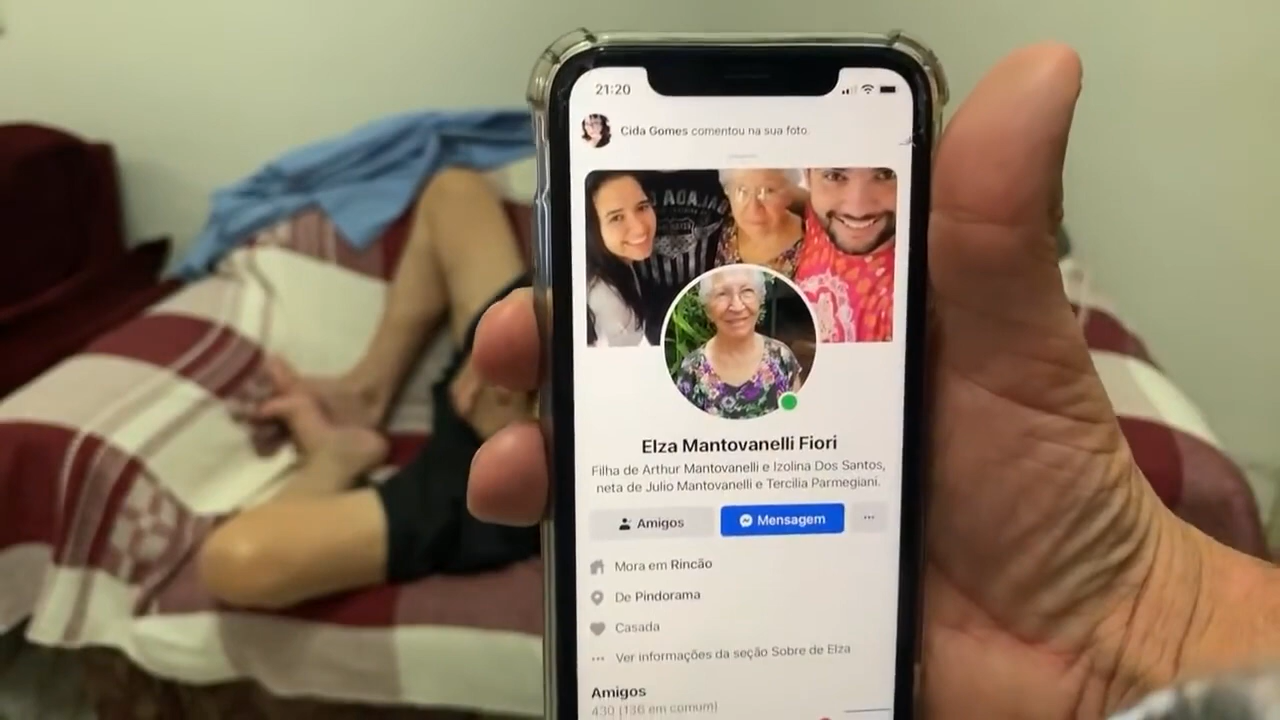 21:20
Cida Gomes comentou na sua foto.
Elza Mantovanelli Fiori
Filha de Arthur Mantovanelli e Izolina Dos Santos,
neta de Julio Mantovanelli e Tercilia Parmegiani.
Amigos
Mensagem
...
Mora em Rincão
De Pindorama
Casada
... Ver informações da seção Sobre de Elza
Amigos
430 (136 em comum)